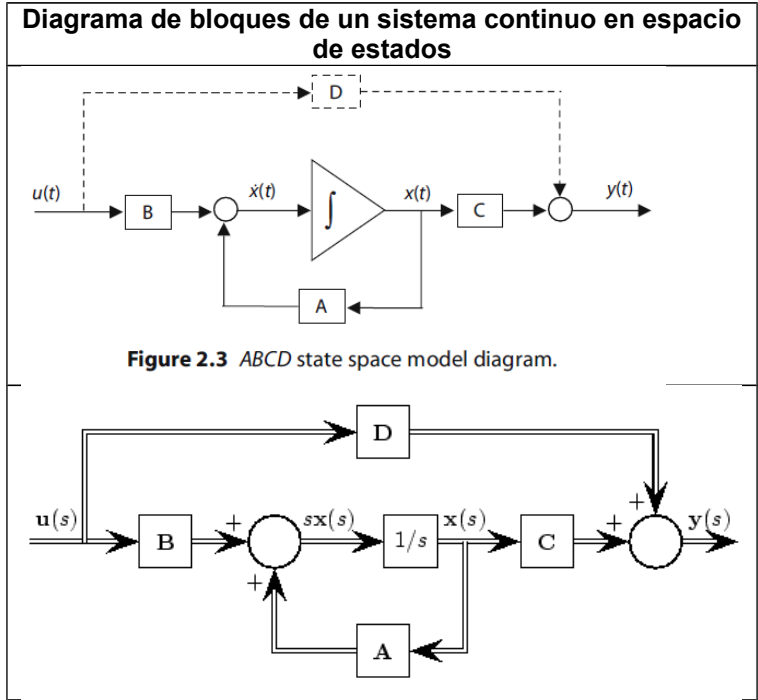 Diagrama de bloques de un sistema continuo en espacio
de estados
D
u(t)
B
ẋ(t)
∫
x(t)
C
y(t)
A
Figure 2.3 ABCD state space model diagram.
D
u(s)
B
+
sx(s)
1/s
x(s)
C
+
+
y(s)
+
A